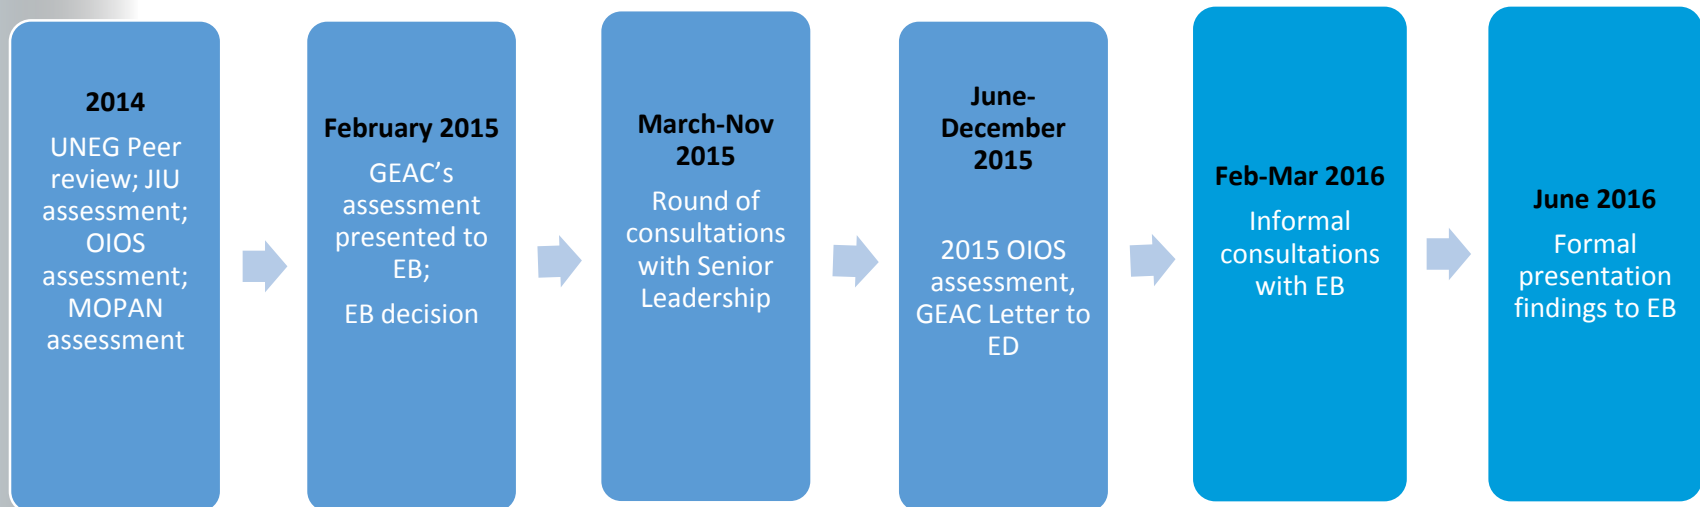 2014
UNEG Peer
review; JIU
assessment;
OIOS
assessment;
MOPAN
assessment
February 2015
GEAC’s
assessment
presented to
EB;
EB decision
March-Nov
2015
Round of
consultations
with Senior
Leadership
June-
December
2015
2015 OIOS
assessment,
GEAC Letter to
ED
Feb-Mar 2016
Informal
consultations
with EB
June 2016
Formal
presentation
findings to EB